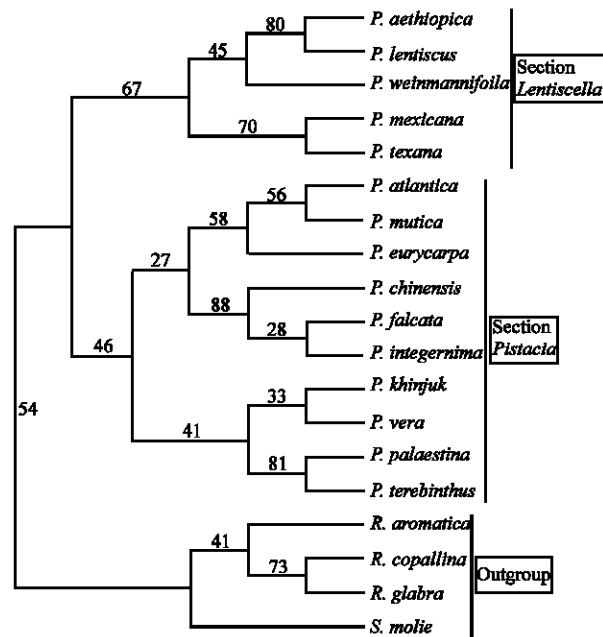 80
P. aethiopica
45
P. lentiscus
67
P. weinmannifoila
Section
Lentiscella
70
P. mexicana
P. texana
56
P. atlantica
58
P. mutica
27
P. eurycarpa
88
P. chinensis
28
P. falcata
P. integernima
Section
Pistacia
46
33
P. khinjuk
54
41
P. vera
81
P. palaestina
P. terebinthus
41
R. aromatica
73
R. copallina
R. glabra
Outgroup
S. molie